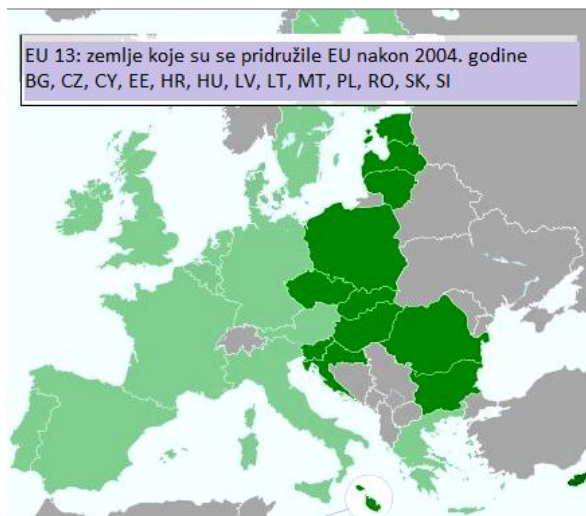 EU 13: zemlje koje su se pridružile EU nakon 2004. godine
BG, CZ, CY, EE, HR, HU, LV, LT, MT, PL, RO, SK, SI